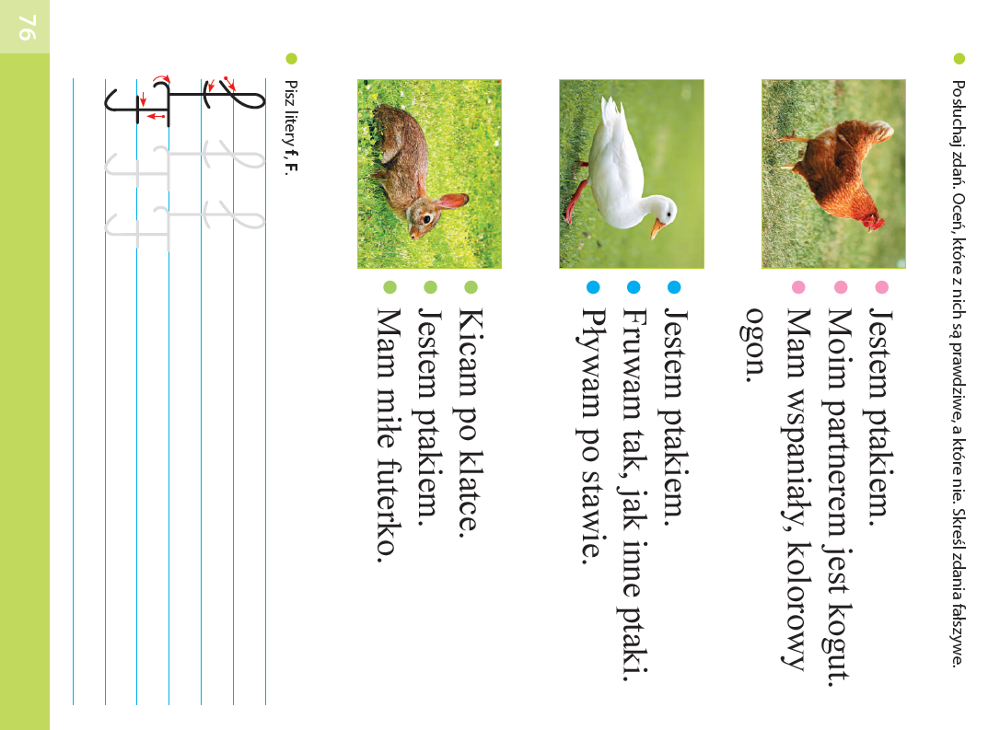 Posłuchaj zdań. Oceń, które z nich są prawdziwe, a które nie. Skreśl zdania fałszywe.
Jestem ptakiem.
Moim partnerem jest kogut.
Mam wspaniały, kolorowy
ogon.
Jestem ptakiem.
Fruwam tak, jak inne ptaki.
Pływam po stawie.
Kicam po klatce.
Jestem ptakiem.
Mam miłe futerko.
Pisz litery f, F.
f f f
F F F
76